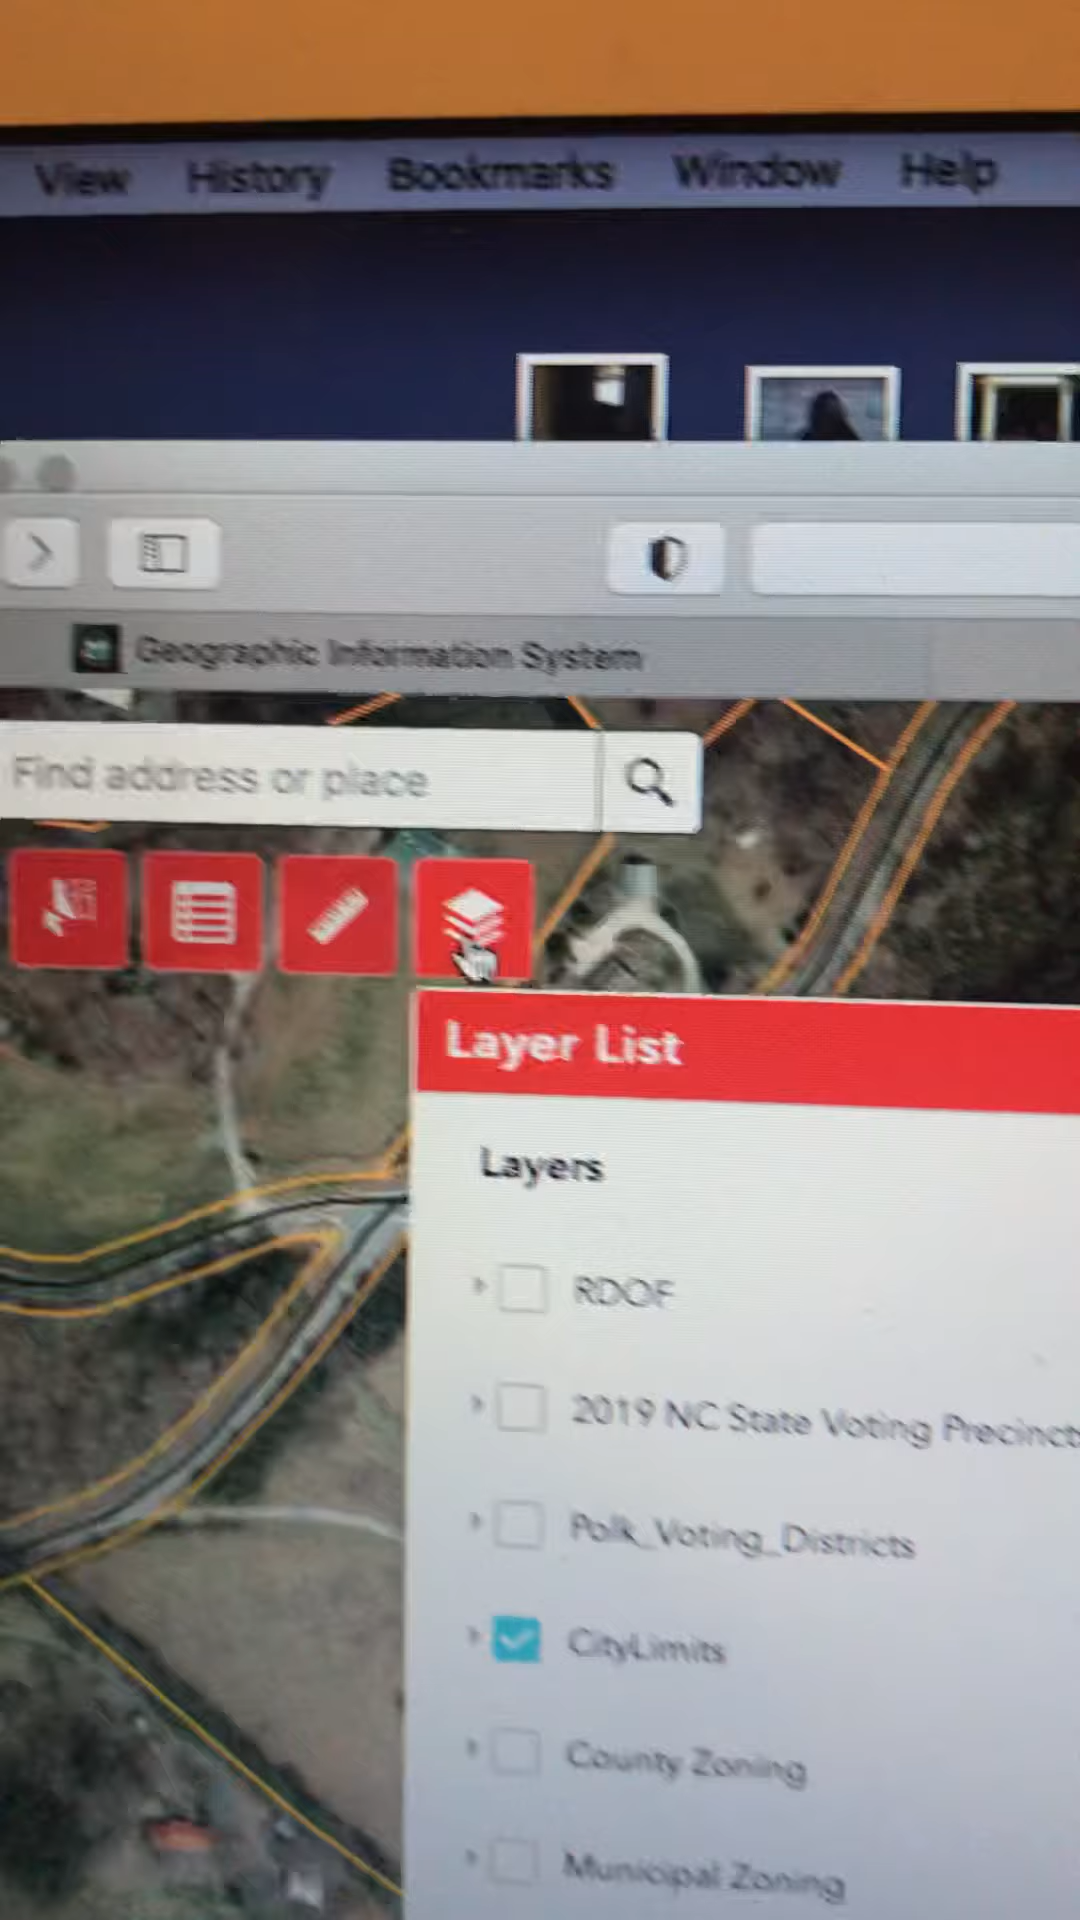 View History Bookmarks Window Help
Geographic Information System
Find address or place
Layer List
Layers
RDOF
2019 NC State Voting Precinct
Polk_Voting_Districts
CityLimits
County Zoning
Municipal Zoning